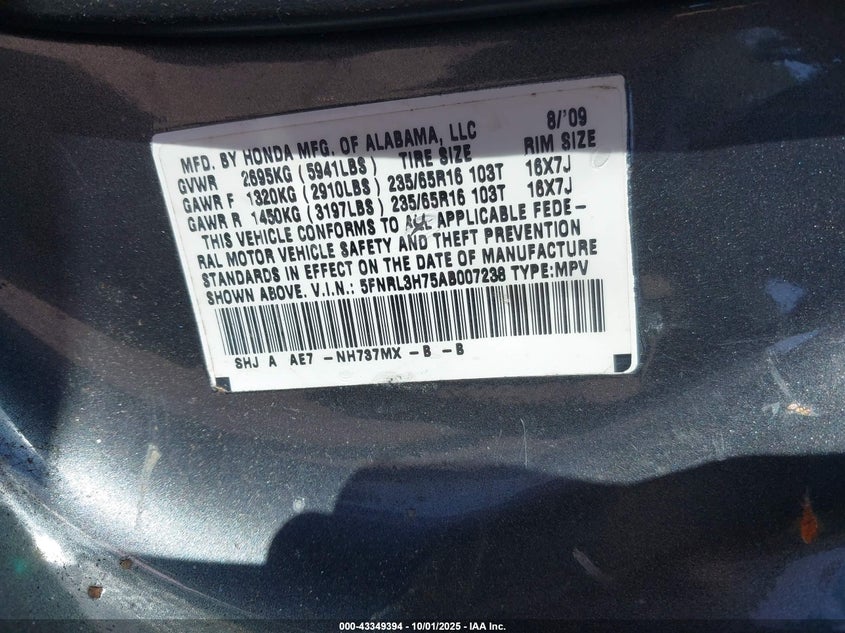 8/'09
MFD. BY HONDA MFG. OF ALABAMA, LLC
GVWR 2695KG (5941LBS) TIRE SIZE RIM SIZE
GAWR F 1320KG (2910LBS) 235/65R16 103T 16X7J
GAWR R 1450KG (3197LBS) 235/65R16 103T 16X7J
THIS VEHICLE CONFORMS TO ALL APPLICABLE FEDE-
RAL MOTOR VEHICLE SAFETY AND THEFT PREVENTION
STANDARDS IN EFFECT ON THE DATE OF MANUFACTURE
SHOWN ABOVE. V.I.N.: 5FNRL3H75AB007238 TYPE:MPV
SHJ A AE7 -NH737MX -B -B
000-43349394 - 10/01/2025 - IAA Inc.